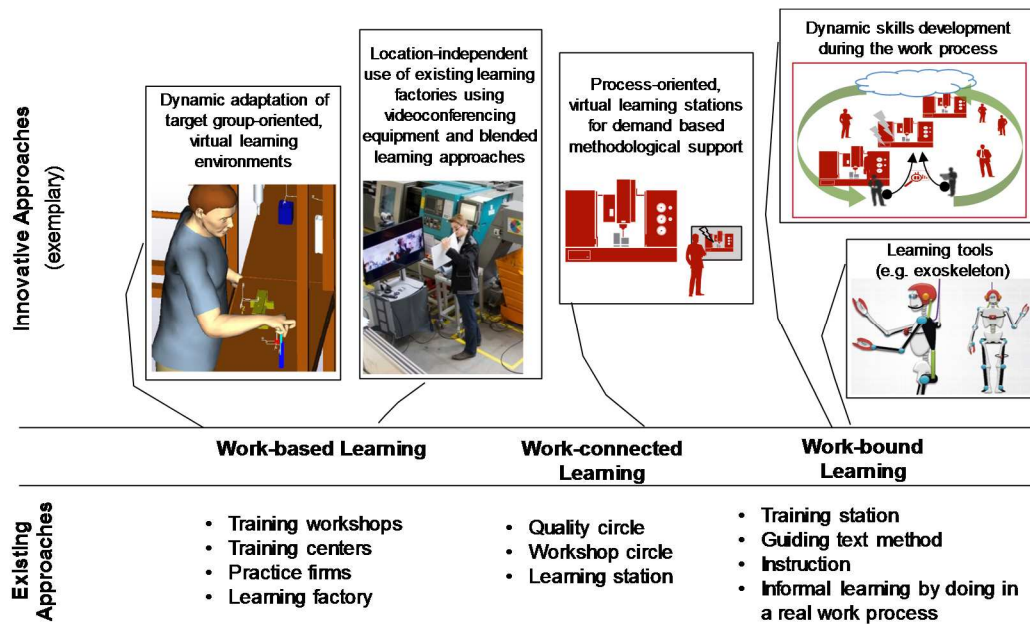 Innovative Approaches
(exemplary)
Dynamic adaptation of
target group-oriented,
virtual learning
environments
Location-independent
use of existing learning
factories using
videoconferencing
equipment and blended
learning approaches
Process-oriented,
virtual learning stations
for demand based
methodological support
Dynamic skills development
during the work process
Learning tools
(e.g. exoskeleton)
Work-based Learning
Work-connected
Learning
Work-bound
Learning
Existing
Approaches
• Training workshops
• Training centers
• Practice firms
• Learning factory
• Quality circle
• Workshop circle
• Learning station
• Training station
• Guiding text method
• Instruction
• Informal learning by doing in
a real work process